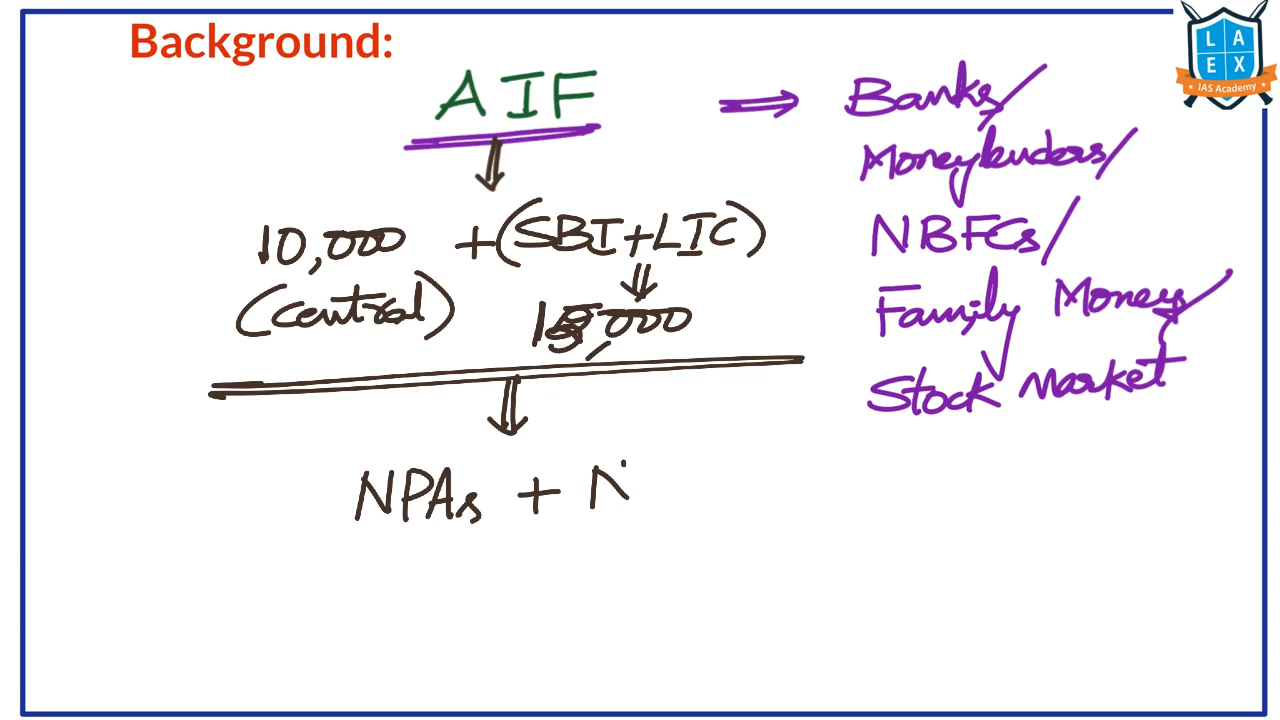 Background:
L A
E X
IAS Academy
AIF ⇒ Banks/
Moneylenders/
NBFCs/
Family Money/
Stock Market
10,000 + (SBI + LIC)
(central) 15,000
NPAs + N